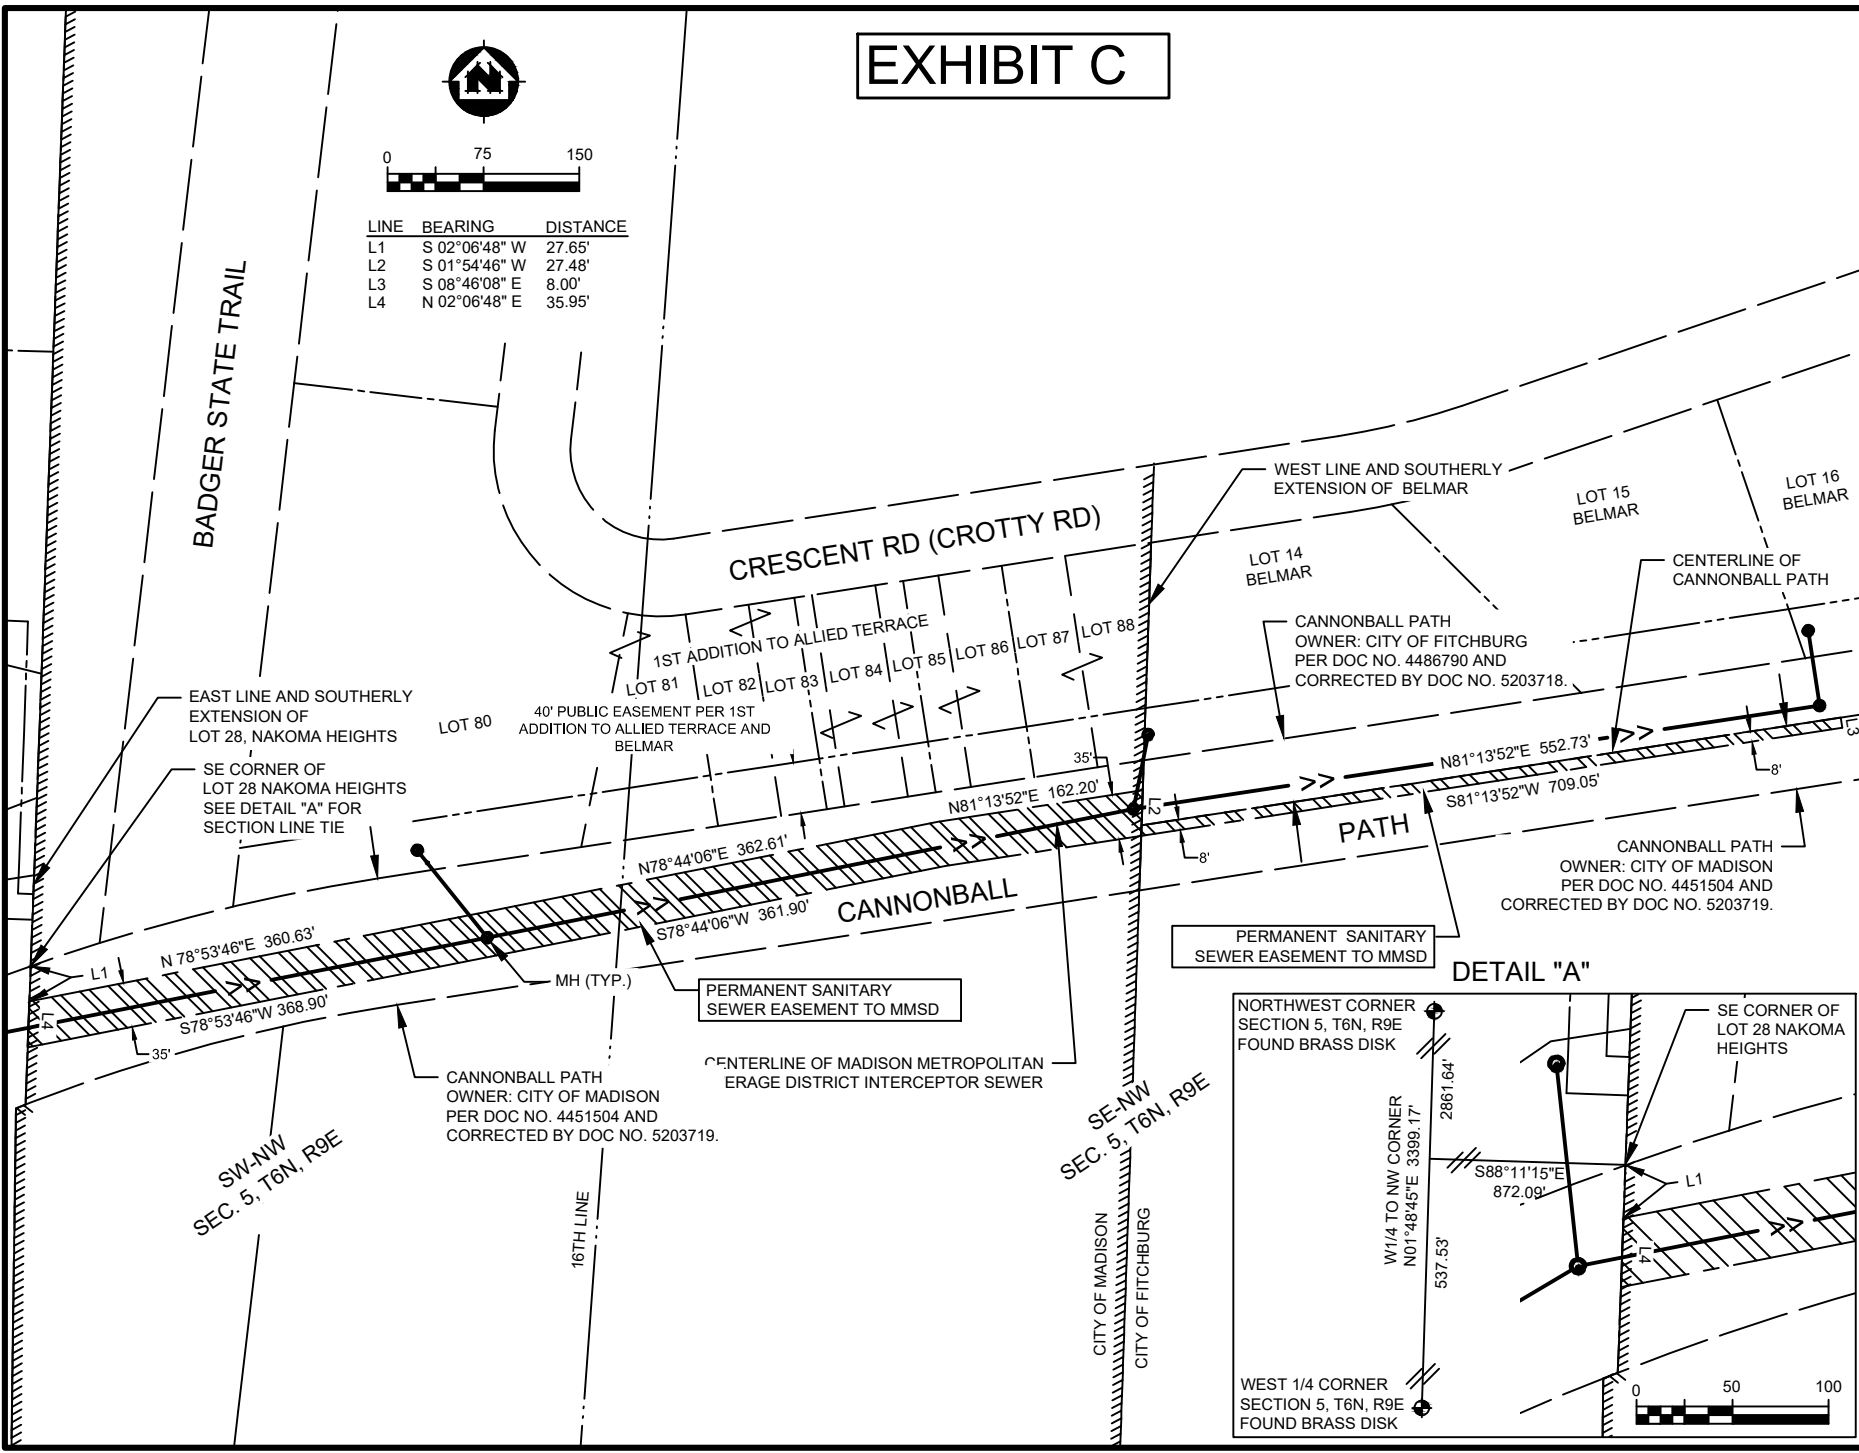 EXHIBIT C
N
0 75 150
LINE BEARING DISTANCE
L1 S 02°06'48" W 27.65'
L2 S 01°54'46" W 27.48'
L3 S 08°46'08" E 8.00'
L4 N 02°06'48" E 35.95'
BADGER STATE TRAIL
CRESCENT RD (CROTTY RD)
WEST LINE AND SOUTHERLY
EXTENSION OF BELMAR
LOT 14
BELMAR
LOT 15
BELMAR
LOT 16
BELMAR
CENTERLINE OF
CANNONBALL PATH
CANNONBALL PATH
OWNER: CITY OF FITCHBURG
PER DOC NO. 4486790 AND
CORRECTED BY DOC NO. 5203718.
1ST ADDITION TO ALLIED TERRACE
LOT 80
LOT 81
LOT 82
LOT 83
LOT 84
LOT 85
LOT 86
LOT 87
LOT 88
40' PUBLIC EASEMENT PER 1ST
ADDITION TO ALLIED TERRACE AND
BELMAR
EAST LINE AND SOUTHERLY
EXTENSION OF
LOT 28, NAKOMA HEIGHTS
SE CORNER OF
LOT 28 NAKOMA HEIGHTS
SEE DETAIL "A" FOR
SECTION LINE TIE
35'
N81°13'52"E 162.20'
L2
N81°13'52"E 552.73'
S81°13'52"W 709.05'
L3
8'
8'
N78°44'06"E 362.61'
S78°44'06"W 361.90'
N 78°53'46"E 360.63'
S78°53'46"W 368.90'
L1
L4
35'
CANNONBALL
PATH
MH (TYP.)
PERMANENT SANITARY
SEWER EASEMENT TO MMSD
PERMANENT SANITARY
SEWER EASEMENT TO MMSD
CANNONBALL PATH
OWNER: CITY OF MADISON
PER DOC NO. 4451504 AND
CORRECTED BY DOC NO. 5203719.
CENTERLINE OF MADISON METROPOLITAN
ERAGE DISTRICT INTERCEPTOR SEWER
CANNONBALL PATH
OWNER: CITY OF MADISON
PER DOC NO. 4451504 AND
CORRECTED BY DOC NO. 5203719.
SW-NW
SEC. 5, T6N, R9E
16TH LINE
SE-NW
SEC. 5, T6N, R9E
CITY OF MADISON
CITY OF FITCHBURG
DETAIL "A"
NORTHWEST CORNER
SECTION 5, T6N, R9E
FOUND BRASS DISK
SE CORNER OF
LOT 28 NAKOMA
HEIGHTS
W1/4 TO NW CORNER
N01°48'45"E 3399.17'
2861.64'
537.53'
S88°11'15"E
872.09'
L1
L4
WEST 1/4 CORNER
SECTION 5, T6N, R9E
FOUND BRASS DISK
0 50 100